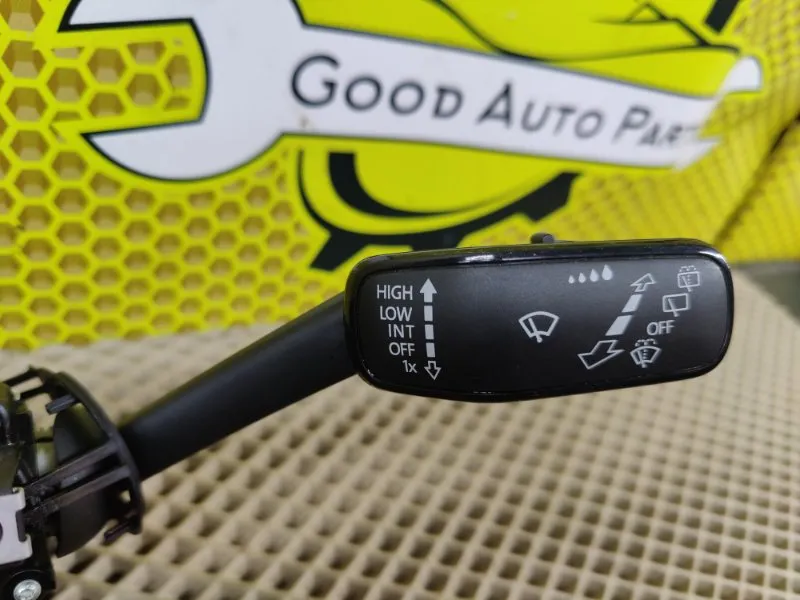 GOOD AUTO PART
HIGH
LOW
INT
OFF
1x
OFF